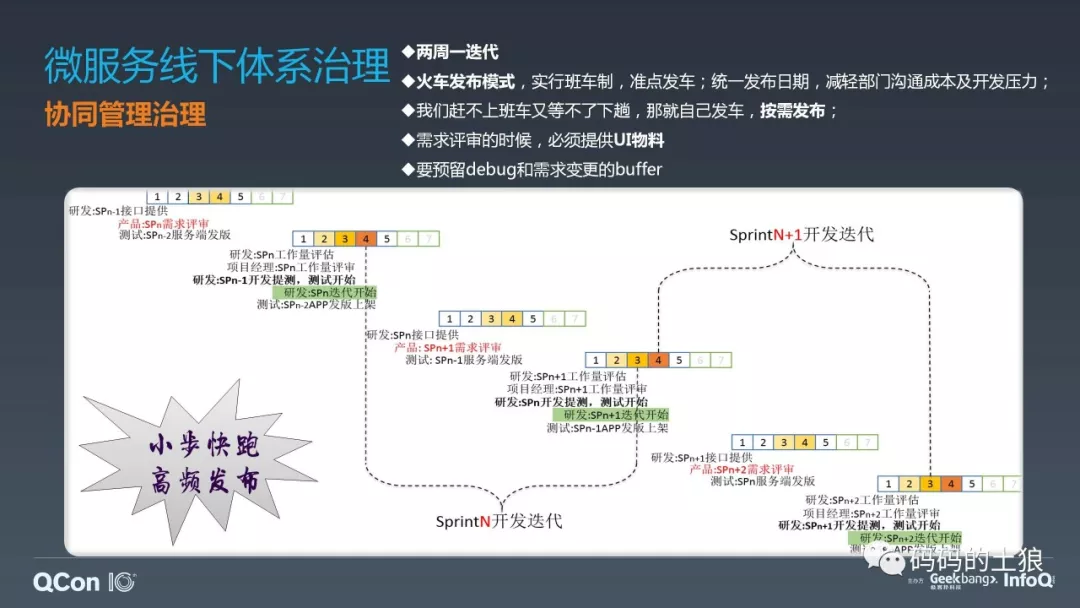 微服务线下体系治理
协同管理治理
◆两周一迭代
◆火车发布模式，实行班车制，准点发车；统一发布日期，减轻部门沟通成本及开发压力；
◆我们赶不上班车又等不了下趟，那就自己发车，按需发布；
◆需求评审的时候，必须提供UI物料
◆要预留debug和需求变更的buffer
1 2 3 4 5 6 7
研发:SPn-1接口提供
产品:SPn需求评审
测试:SPn-2服务端发版
1 2 3 4 5 6 7
研发:SPn工作量评估
项目经理:SPn工作量评审
研发:SPn-1开发提测，测试开始
研发:SPn迭代开始
测试:SPn-2APP发版上架
SprintN+1开发迭代
1 2 3 4 5 6 7
研发:SPn接口提供
产品: SPn+1需求评审
测试: SPn-1服务端发版
1 2 3 4 5 6 7
研发:SPn+1工作量评估
项目经理:SPn+1工作量评审
研发:SPn开发提测，测试开始
研发:SPn+1迭代开始
测试:SPn-1APP发版上架
小步快跑
高频发布
1 2 3 4 5 6 7
研发:SPn+1接口提供
产品:SPn+2需求评审
测试:SPn服务端发版
1 2 3 4 5 6 7
研发:SPn+2工作量评估
项目经理:SPn+2工作量评审
研发:SPn+1开发提测，测试开始
研发:SPn+2迭代开始
SprintN开发迭代
码码的土狼
QCon 10th
主办方 Geekbang> InfoQ
极客邦科技